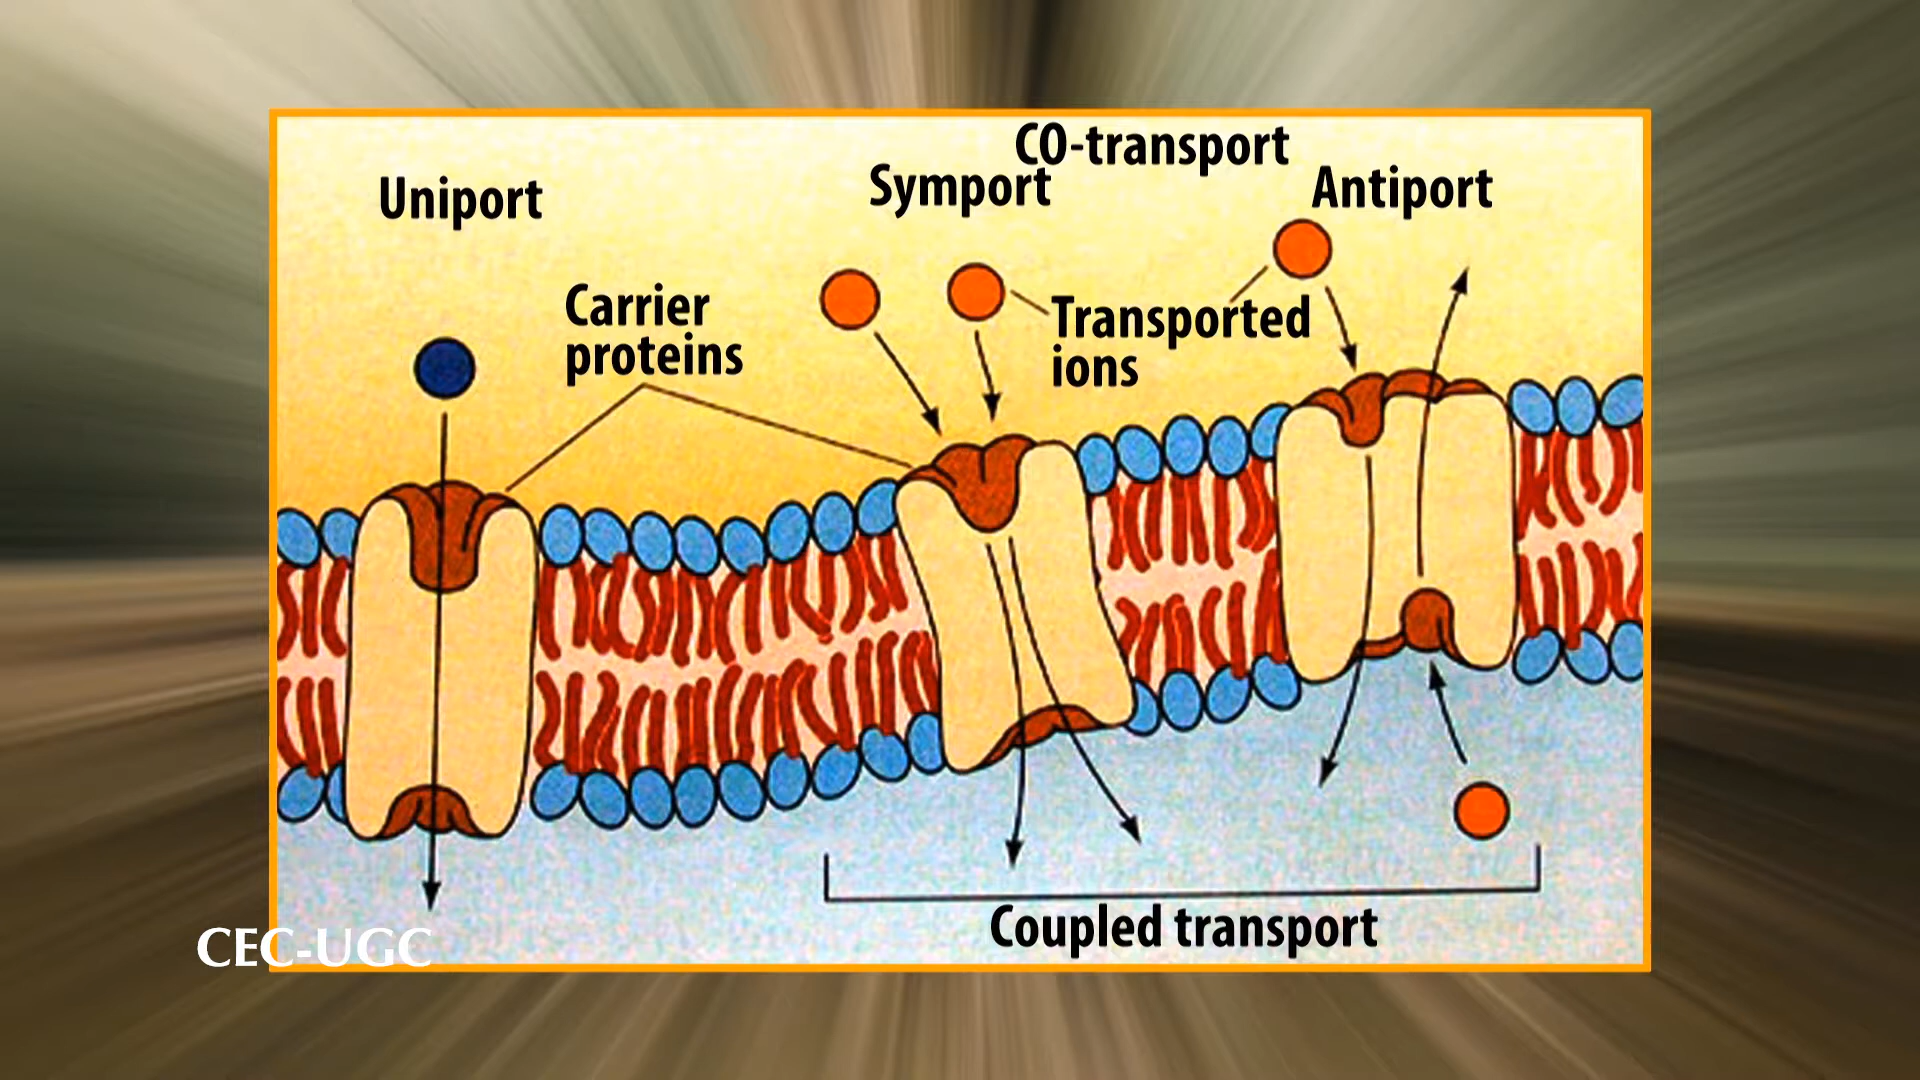 CO-transport
Uniport
Symport
Antiport
Carrier
proteins
Transported
ions
Coupled transport
CEC-UGC